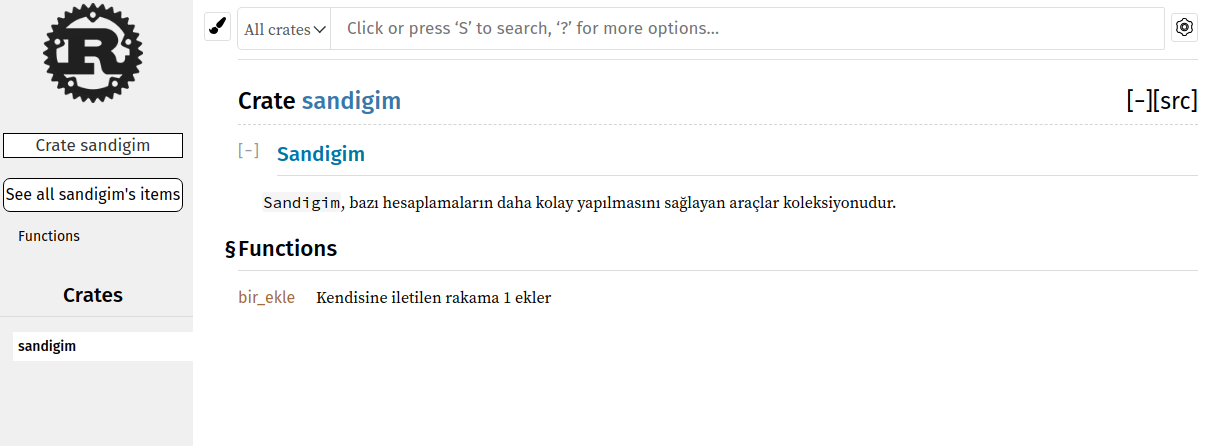 R
Crate sandigim
See all sandigim's items
Functions
Crates
sandigim
All crates
Click or press ‘S’ to search, ‘?’ for more options…
Crate sandigim
[−][src]
[−]
Sandigim
Sandigim, bazı hesaplamaların daha kolay yapılmasını sağlayan araçlar koleksiyonudur.
§Functions
bir_ekle Kendisine iletilen rakama 1 ekler